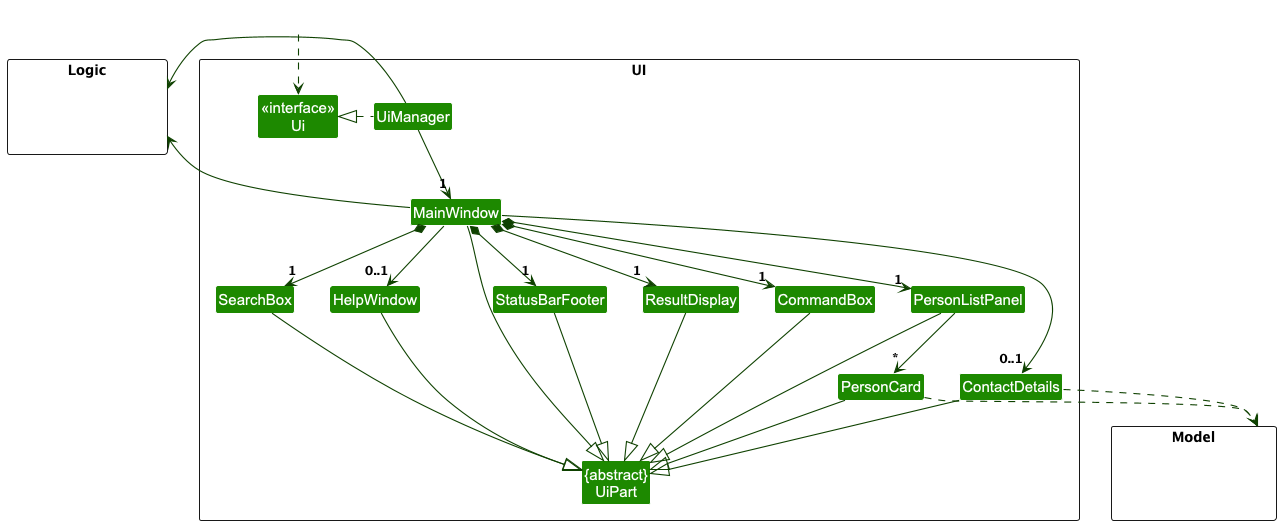 Logic
UI
«interface»
Ui
UiManager
1
MainWindow
1
0..1
1
1
1
1
SearchBox
HelpWindow
StatusBarFooter
ResultDisplay
CommandBox
PersonListPanel
*
0..1
PersonCard
ContactDetails
Model
{abstract}
UiPart